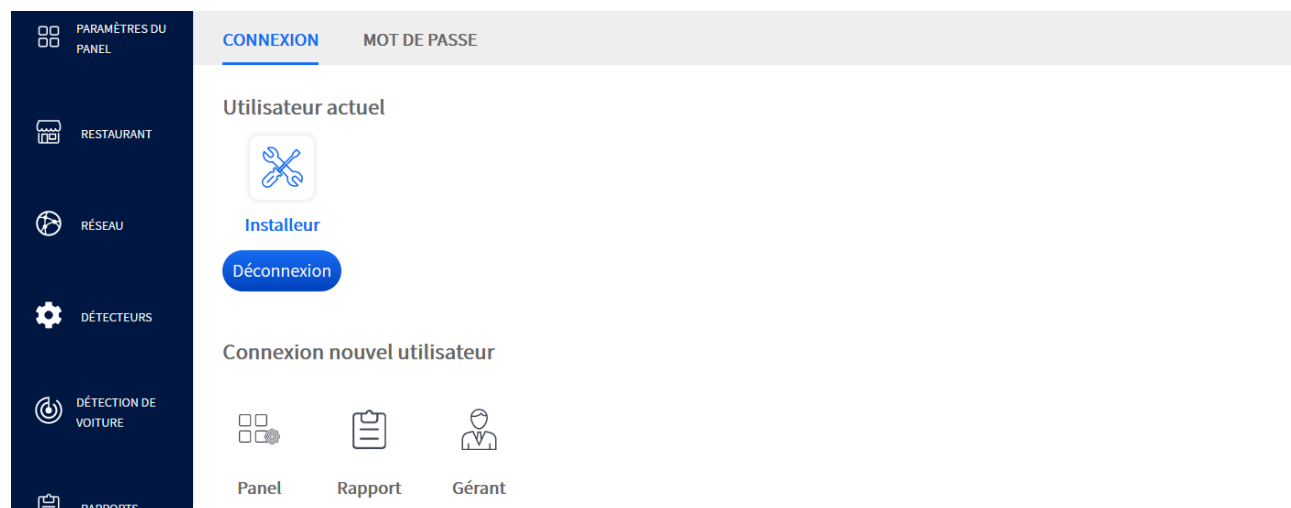 PARAMÈTRES DU
PANEL
RESTAURANT
RÉSEAU
DÉTECTEURS
DÉTECTION DE
VOITURE
RAPPORTS
CONNEXION MOT DE PASSE
Utilisateur actuel
Installeur
Déconnexion
Connexion nouvel utilisateur
Panel Rapport Gérant